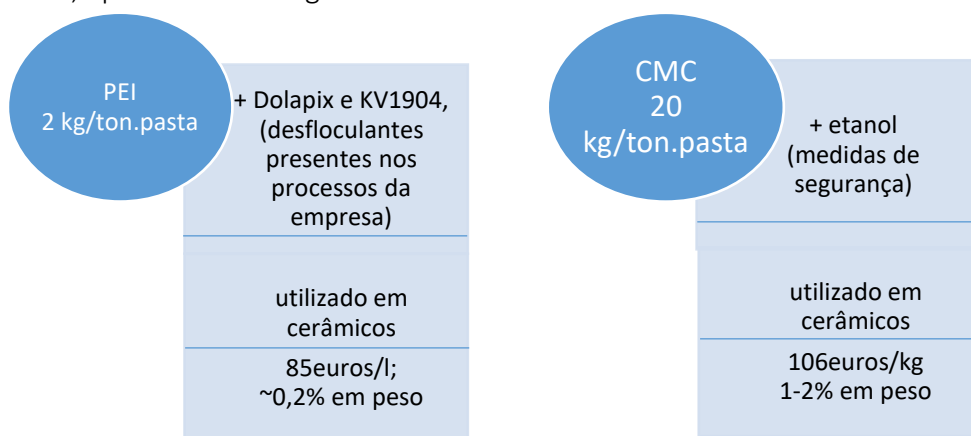 PEI
2 kg/ton.pasta
+ Dolapix e KV1904,
(desfloculantes
presentes nos
processos da
empresa)
utilizado em
cerâmicos
85euros/l;
~0,2% em peso
CMC
20
kg/ton.pasta
+ etanol
(medidas de
segurança)
utilizado em
cerâmicos
106euros/kg
1-2% em peso